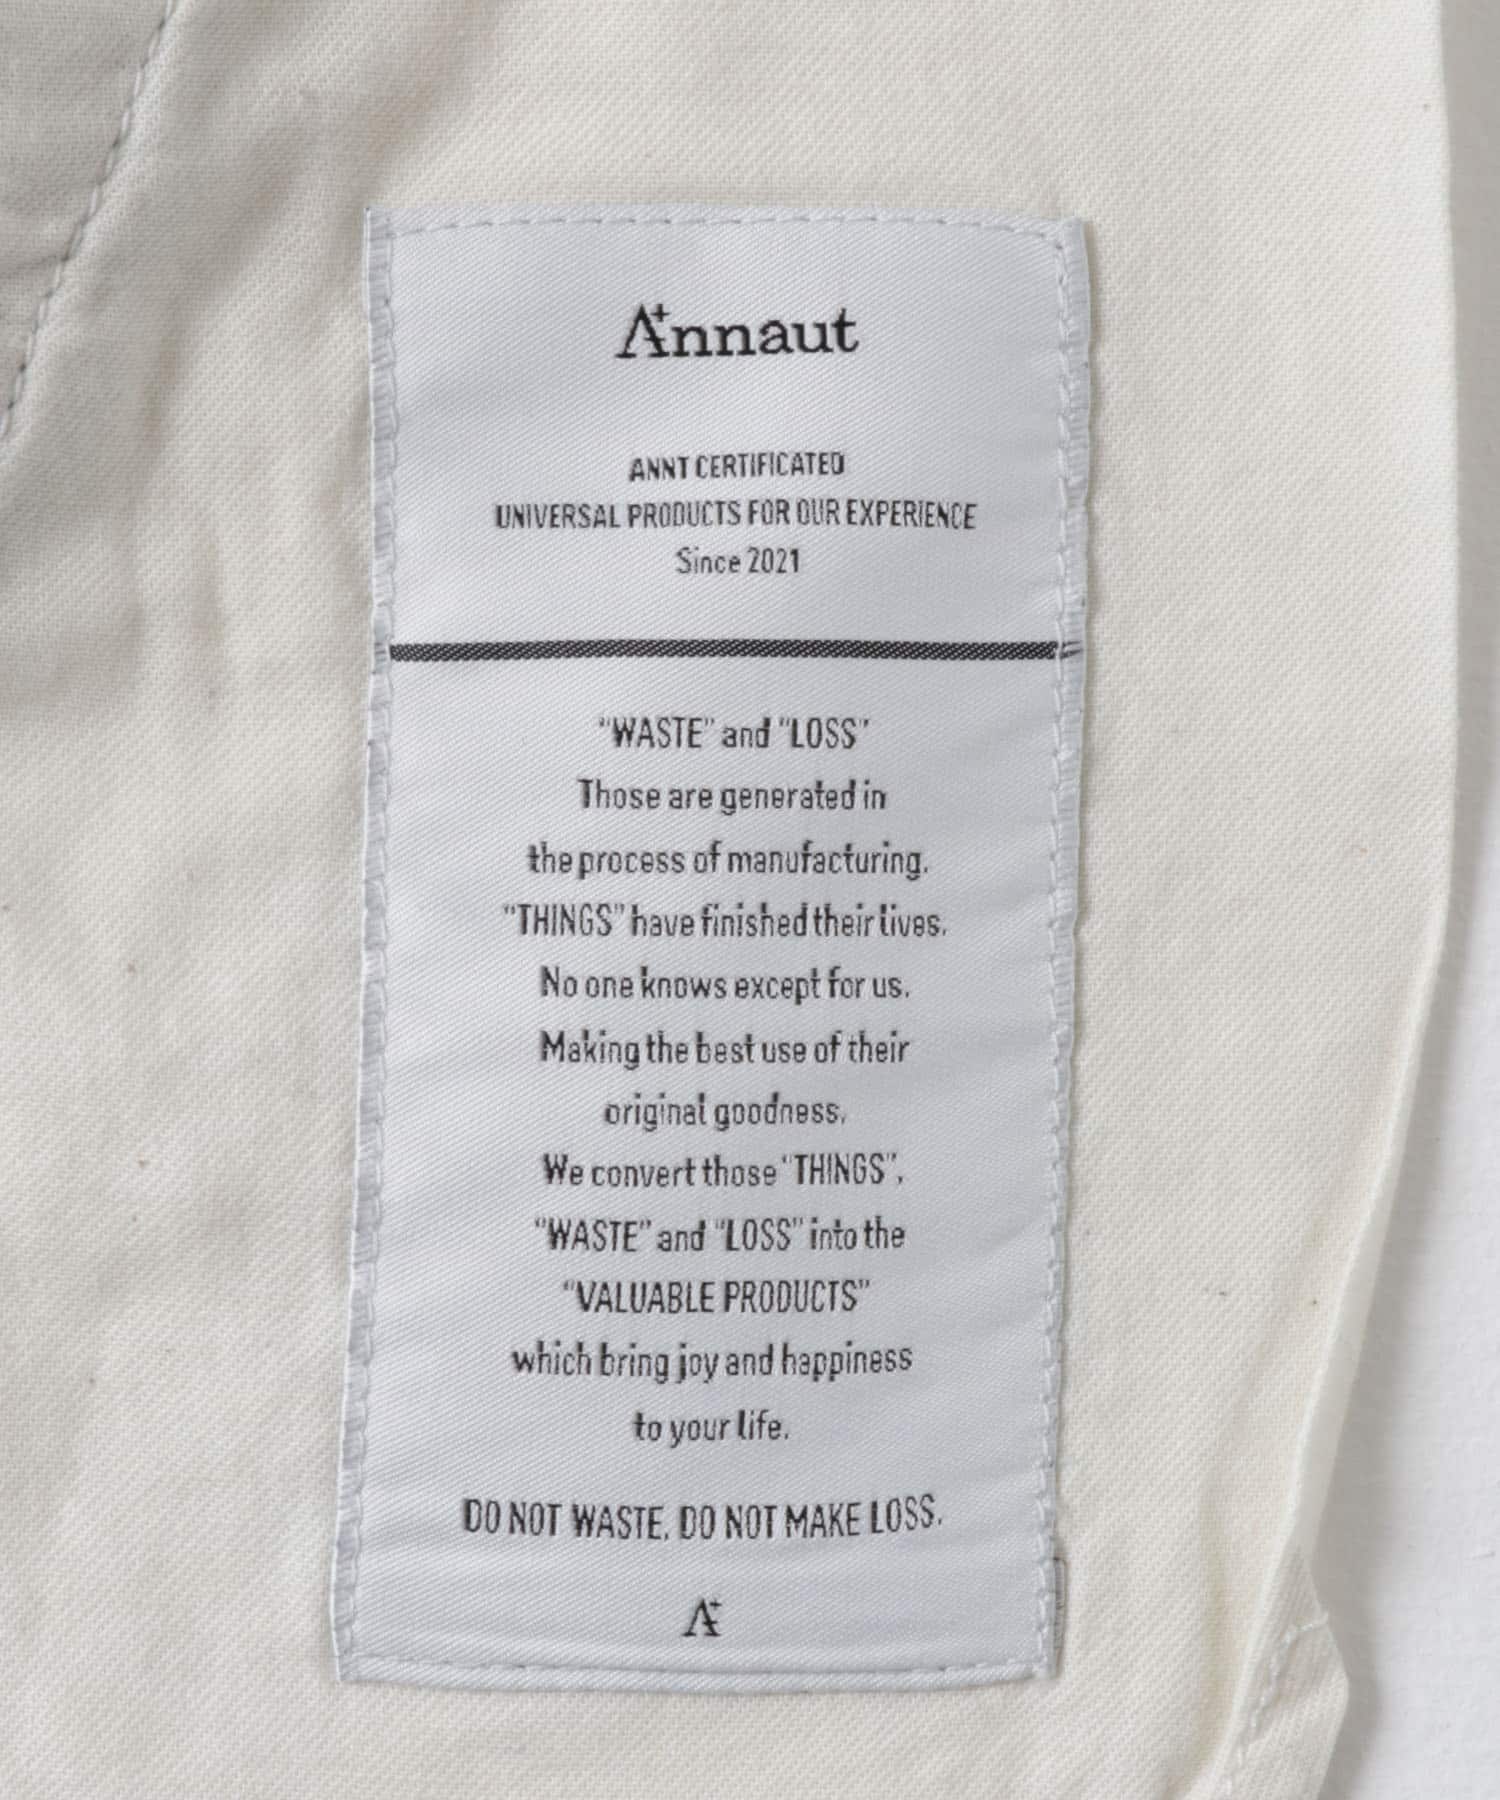 Annaut
ANNT CERTIFICATED
UNIVERSAL PRODUCTS FOR OUR EXPERIENCE
Since 2021
“WASTE” and “LOSS”
Those are generated in
the process of manufacturing.
“THINGS” have finished their lives.
No one knows except for us.
Making the best use of their
original goodness.
We convert those “THINGS”,
“WASTE” and “LOSS” into the
“VALUABLE PRODUCTS”
which bring joy and happiness
to your life.
DO NOT WASTE. DO NOT MAKE LOSS.
A+